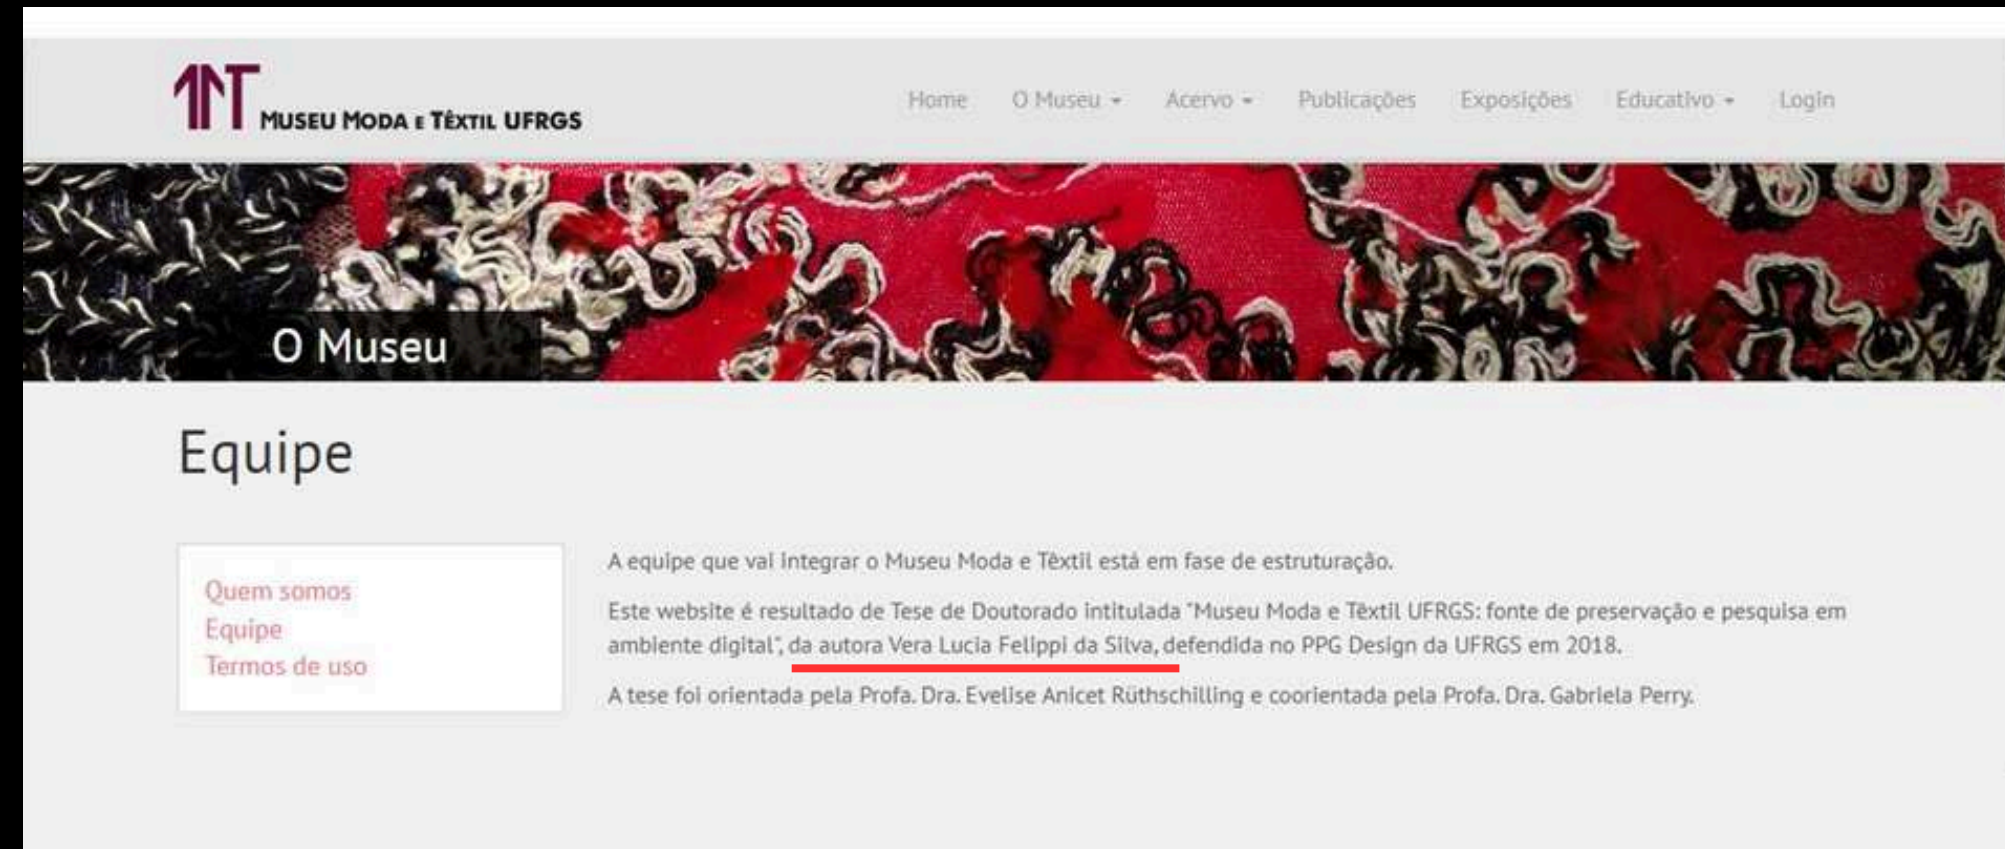 MUSEU MODA E TÊXTIL UFRGS
Home O Museu Acervo Publicações Exposições Educativo Login
O Museu
Equipe
Quem somos
Equipe
Termos de uso
A equipe que vai integrar o Museu Moda e Têxtil está em fase de estruturação.
Este website é resultado de Tese de Doutorado intitulada "Museu Moda e Têxtil UFRGS: fonte de preservação e pesquisa em
ambiente digital", da autora Vera Lucia Felippi da Silva, defendida no PPG Design da UFRGS em 2018.
A tese foi orientada pela Profa. Dra. Evelise Anicet Rüthschilling e coorientada pela Profa. Dra. Gabriela Perry.